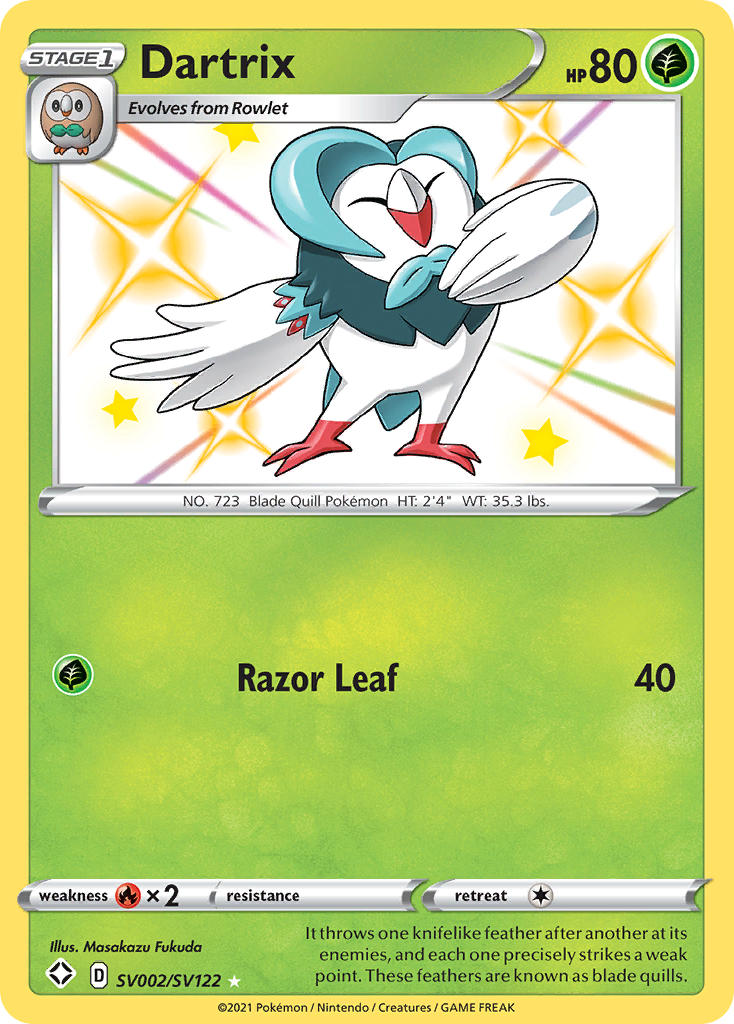 STAGE1
Dartrix
HP80
Evolves from Rowlet
NO. 723 Blade Quill Pokémon HT: 2'4" WT: 35.3 lbs.
Razor Leaf 40
weakness ×2 resistance retreat
Illus. Masakazu Fukuda
It throws one knifelike feather after another at its
enemies, and each one precisely strikes a weak
point. These feathers are known as blade quills.
D SV002/SV122
©2021 Pokémon / Nintendo / Creatures / GAME FREAK